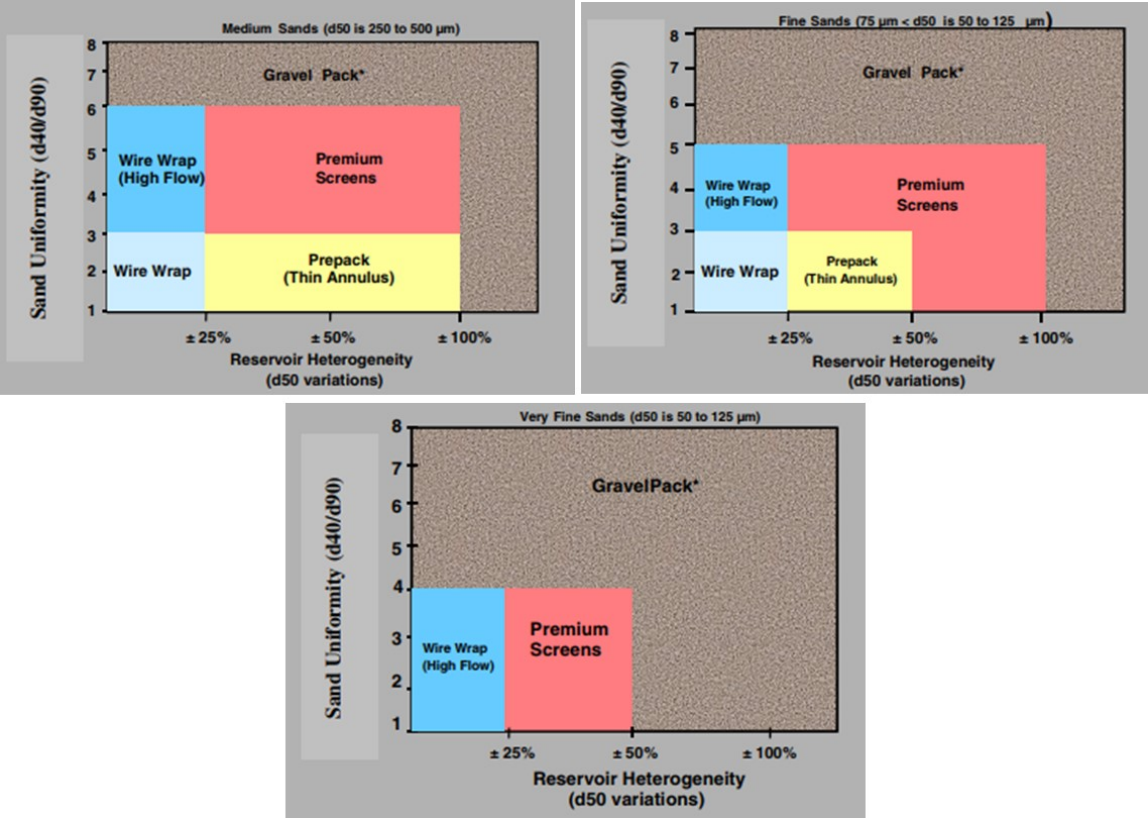 Medium Sands (d50 is 250 to 500 µm)
Sand Uniformity (d40/d90)
8
7
6
5
4
3
2
1
Gravel Pack*
Wire Wrap
(High Flow)
Premium
Screens
Wire Wrap
Prepack
(Thin Annulus)
± 25%
± 50%
± 100%
Reservoir Heterogeneity
(d50 variations)
Fine Sands (75 µm < d50 is 50 to 125 µm)
Sand Uniformity (d40/d90)
8
7
6
5
4
3
2
1
Gravel Pack*
Wire Wrap
(High Flow)
Premium
Screens
Wire Wrap
Prepack
(Thin Annulus)
± 25%
± 50%
± 100%
Reservoir Heterogeneity
(d50 variations)
Very Fine Sands (d50 is 50 to 125 µm)
Sand Uniformity (d40/d90)
8
7
6
5
4
3
2
1
GravelPack*
Wire Wrap
(High Flow)
Premium
Screens
± 25%
± 50%
± 100%
Reservoir Heterogeneity
(d50 variations)